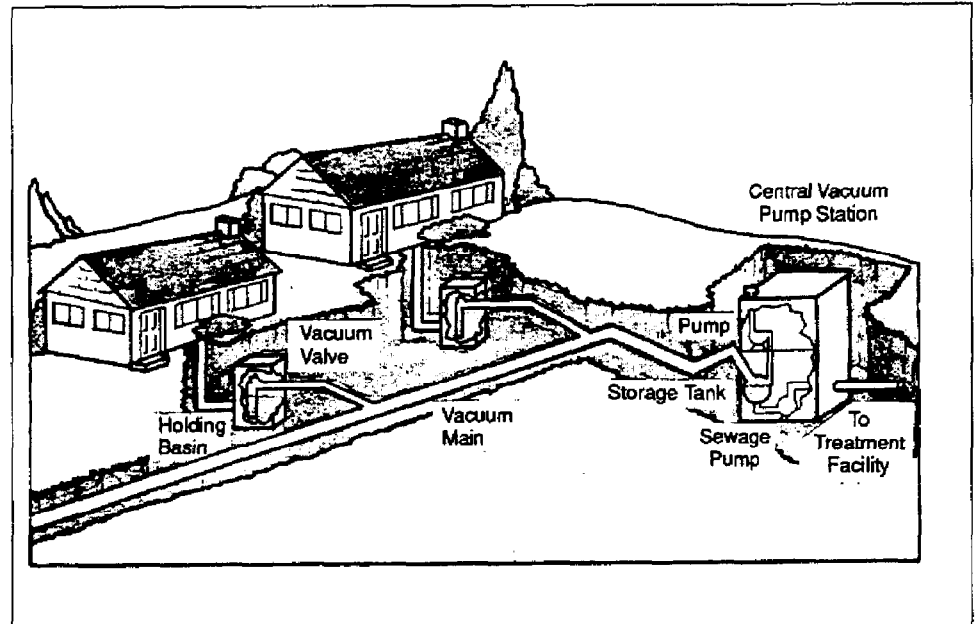 Central Vacuum
Pump Station
Vacuum
Valve
Pump
Storage Tank
Holding
Basin
Vacuum
Main
Sewage
Pump
To
Treatment
Facility